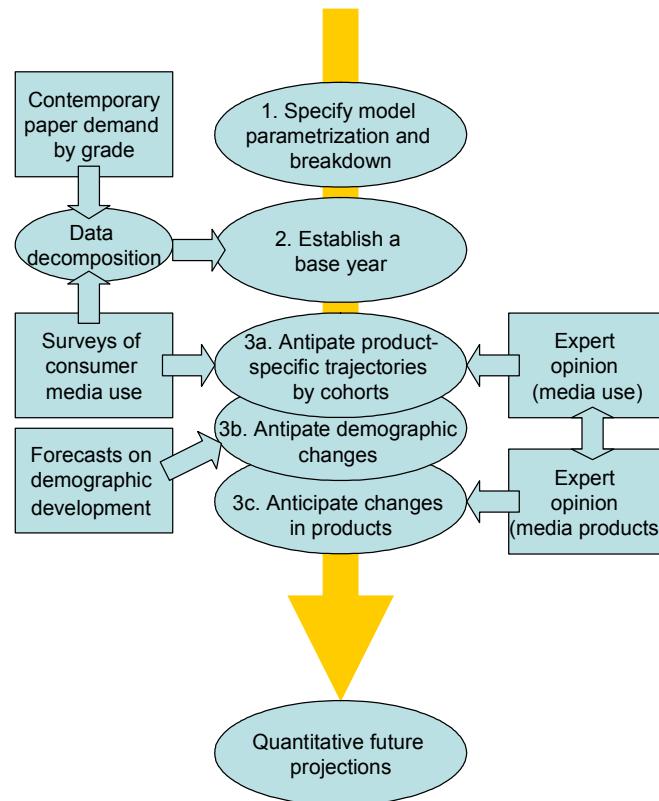 Contemporary
paper demand
by grade
1. Specify model
parametrization and
breakdown
Data
decomposition
2. Establish a
base year
Surveys of
consumer
media use
3a. Antipate product-
specific trajectories
by cohorts
Expert
opinion
(media use)
3b. Antipate demographic
changes
Forecasts on
demographic
development
3c. Anticipate changes
in products
Expert
opinion
(media products
Quantitative future
projections